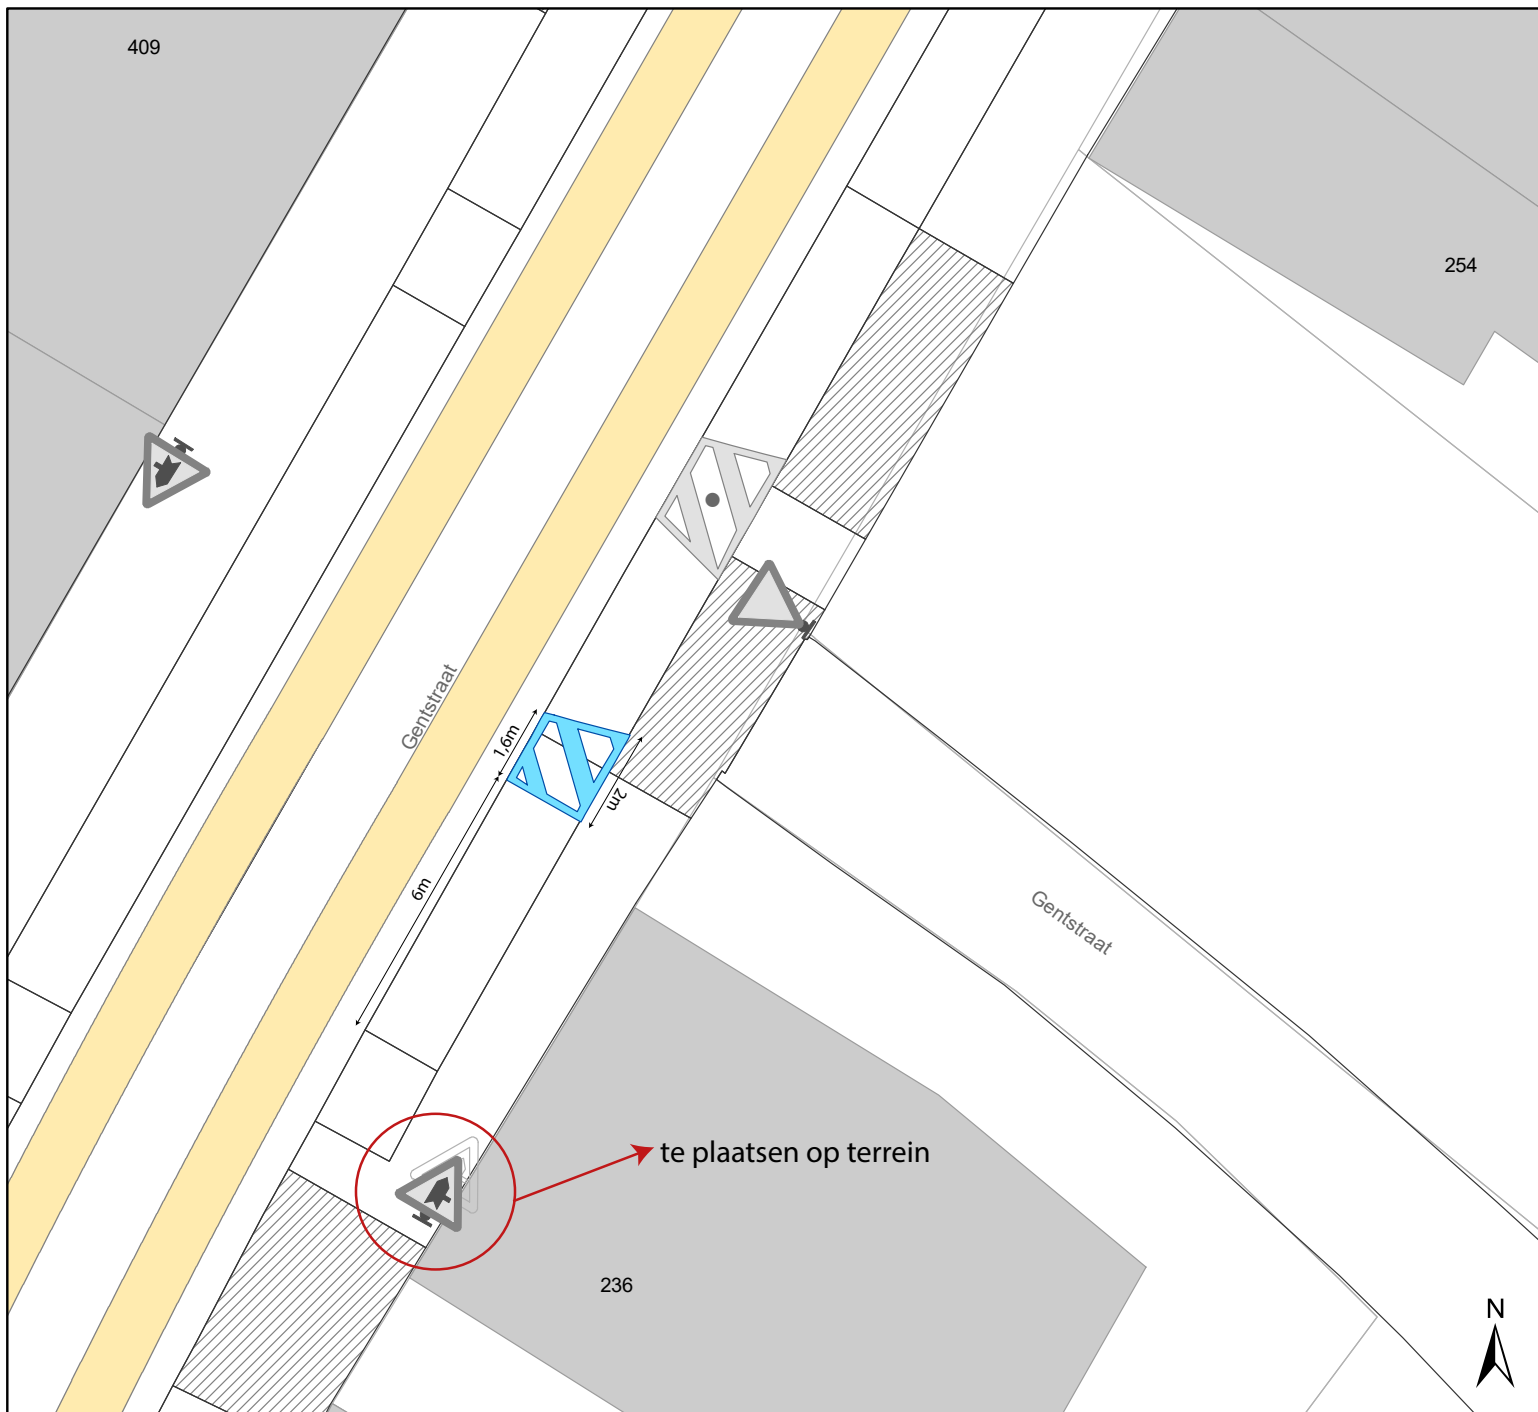 409
254
Gentstraat
1,6m
2m
6m
Gentstraat
te plaatsen op terrein
236
N